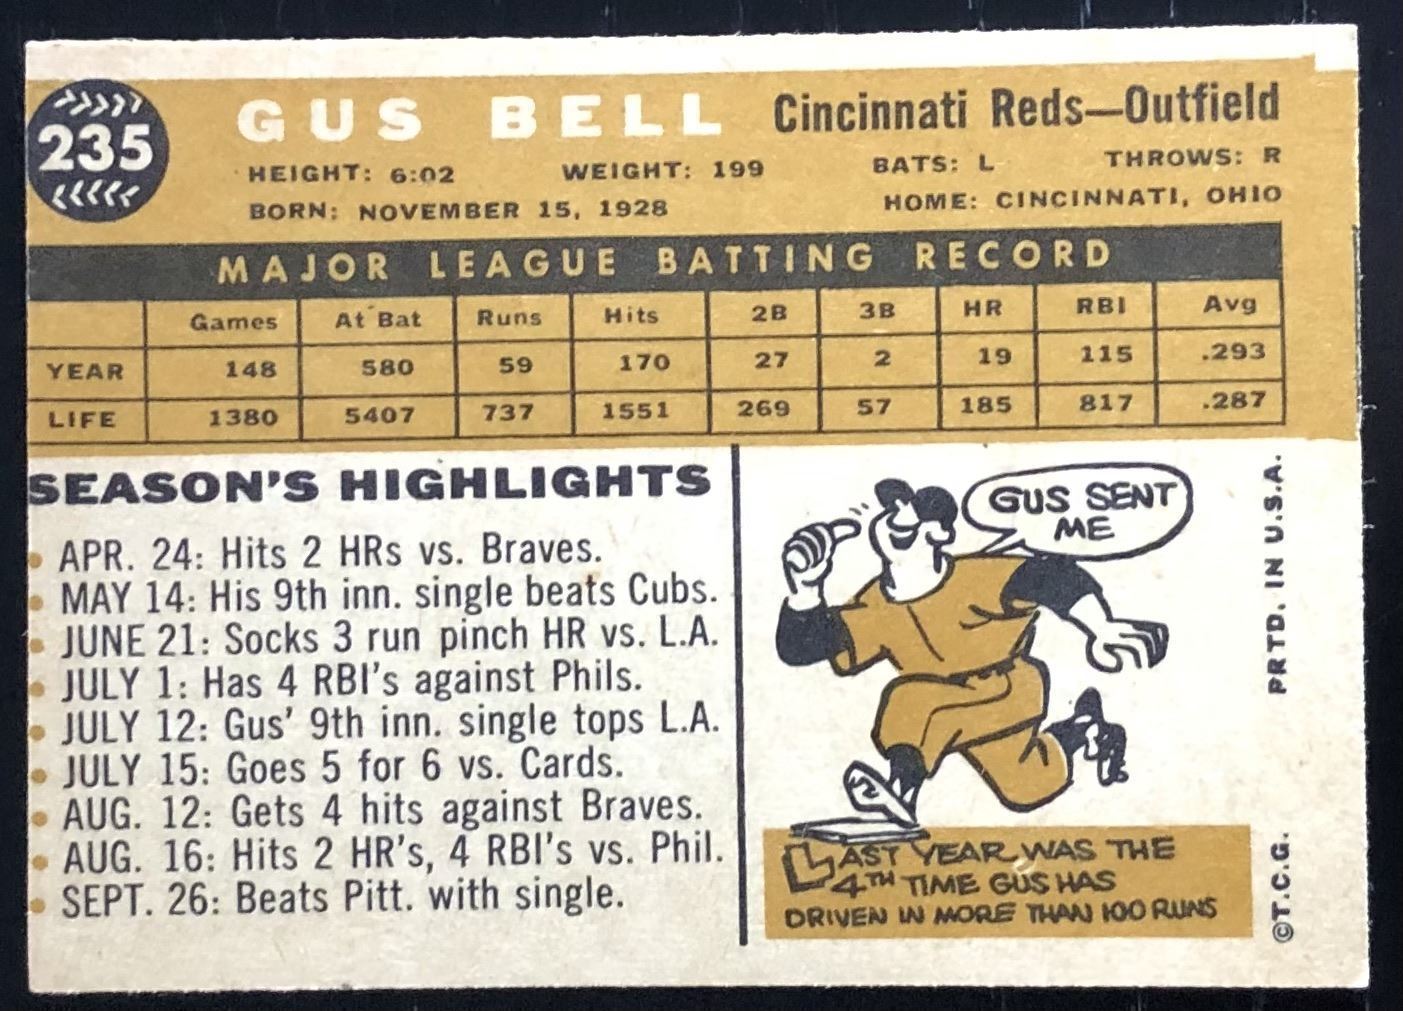 235
GUS BELL Cincinnati Reds—Outfield
HEIGHT: 6:02 WEIGHT: 199 BATS: L THROWS: R
BORN: NOVEMBER 15, 1928 HOME: CINCINNATI, OHIO
MAJOR LEAGUE BATTING RECORD
Games At Bat Runs Hits 2B 3B HR RBI Avg
YEAR 148 580 59 170 27 2 19 115 .293
LIFE 1380 5407 737 1551 269 57 185 817 .287
SEASON'S HIGHLIGHTS
• APR. 24: Hits 2 HRs vs. Braves.
• MAY 14: His 9th inn. single beats Cubs.
• JUNE 21: Socks 3 run pinch HR vs. L.A.
• JULY 1: Has 4 RBI's against Phils.
• JULY 12: Gus' 9th inn. single tops L.A.
• JULY 15: Goes 5 for 6 vs. Cards.
• AUG. 12: Gets 4 hits against Braves.
• AUG. 16: Hits 2 HR's, 4 RBI's vs. Phil.
• SEPT. 26: Beats Pitt. with single.
GUS SENT
ME
LAST YEAR WAS THE
4TH TIME GUS HAS
DRIVEN IN MORE THAN 100 RUNS
©T.C.G. PRTD. IN U.S.A.